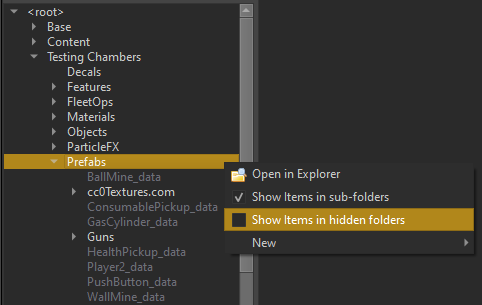 <root>
Base
Content
Testing Chambers
Decals
Features
FleetOps
Materials
Objects
ParticleFX
Prefabs
BallMine_data
cc0Textures.com
ConsumablePickup_data
GasCylinder_data
Guns
HealthPickup_data
Player2_data
PushButton_data
WallMine_data
Open in Explorer
Show Items in sub-folders
Show Items in hidden folders
New